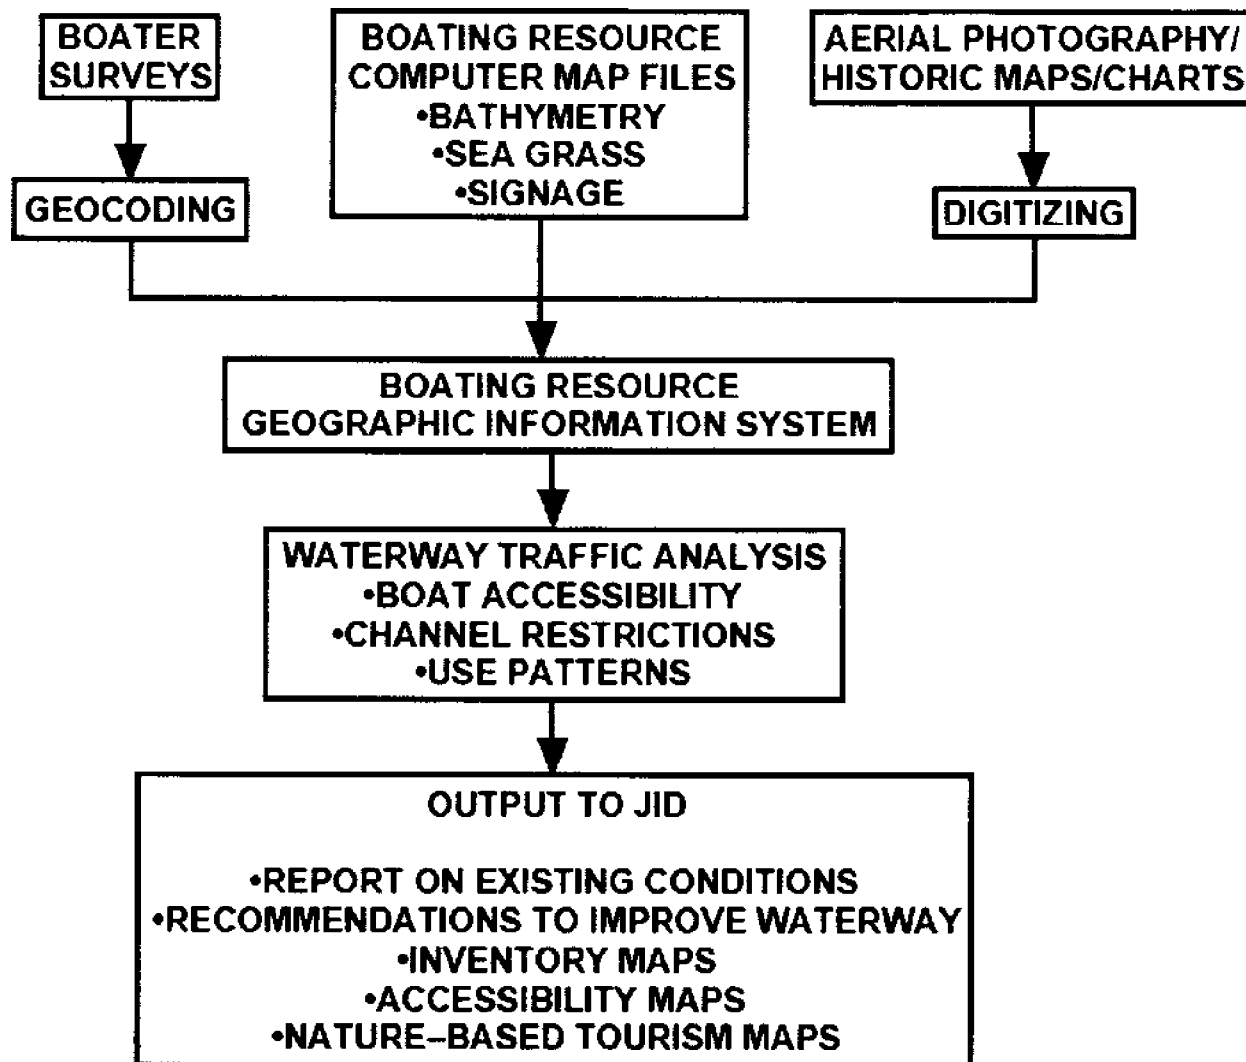 BOATER
SURVEYS
BOATING RESOURCE
COMPUTER MAP FILES
•BATHYMETRY
•SEA GRASS
•SIGNAGE
AERIAL PHOTOGRAPHY/
HISTORIC MAPS/CHARTS
GEOCODING
DIGITIZING
BOATING RESOURCE
GEOGRAPHIC INFORMATION SYSTEM
WATERWAY TRAFFIC ANALYSIS
•BOAT ACCESSIBILITY
•CHANNEL RESTRICTIONS
•USE PATTERNS
OUTPUT TO JID
•REPORT ON EXISTING CONDITIONS
•RECOMMENDATIONS TO IMPROVE WATERWAY
•INVENTORY MAPS
•ACCESSIBILITY MAPS
•NATURE–BASED TOURISM MAPS